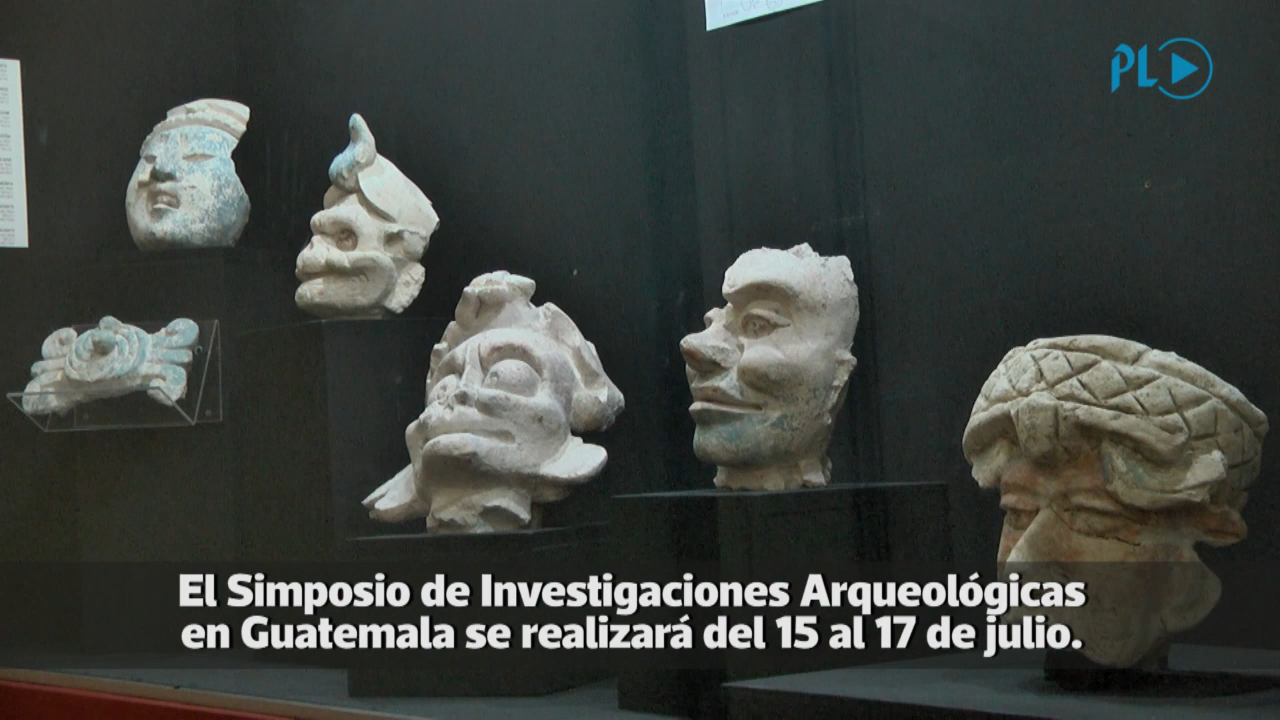 PL
El Simposio de Investigaciones Arqueológicas
en Guatemala se realizará del 15 al 17 de julio.